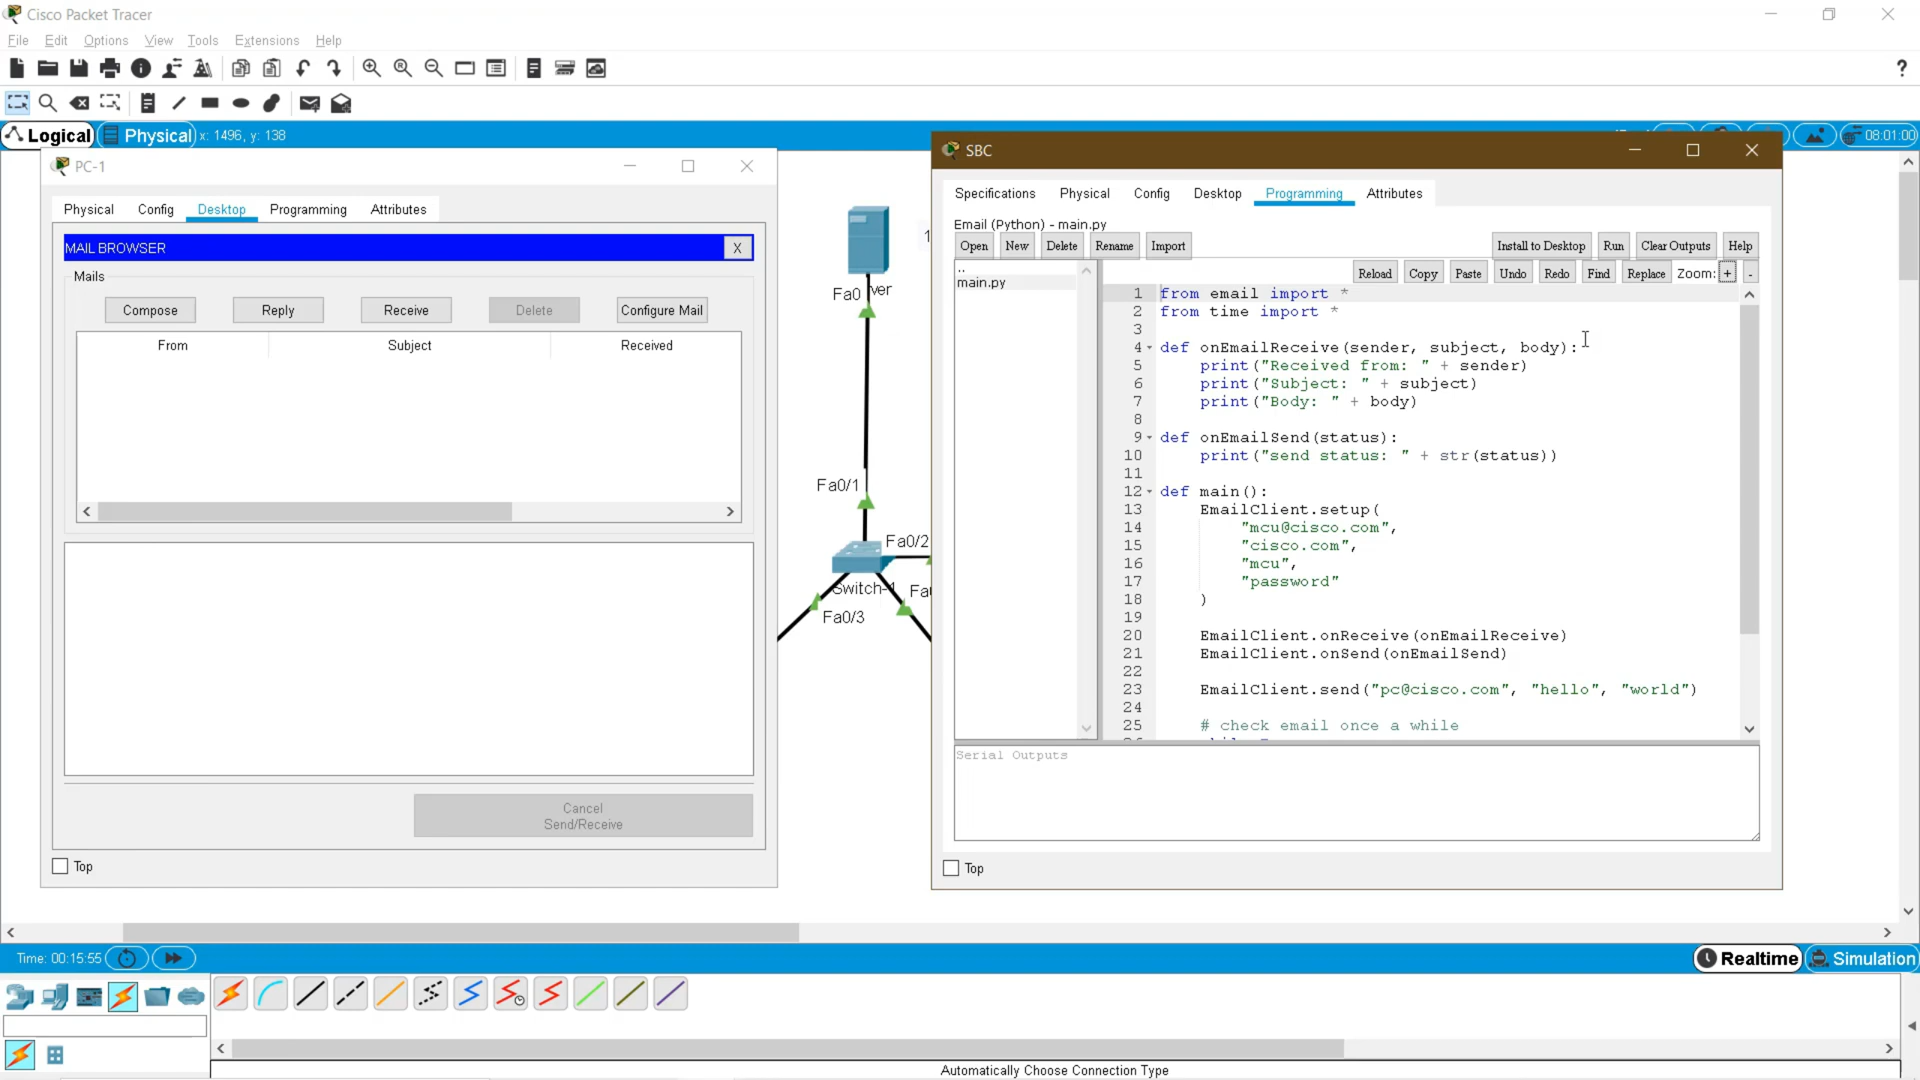 Cisco Packet Tracer
File Edit Options View Tools Extensions Help
?
Logical Physical x: 1496, y: 138
08:01:00
PC-1
Physical Config Desktop Programming Attributes
MAIL BROWSER X
Mails
Compose Reply Receive Delete Configure Mail
From Subject Received
Cancel
Send/Receive
Top
1
Fa0 ver
Fa0/1
Fa0/2
Switch-1 Fa
Fa0/3
SBC
Specifications Physical Config Desktop Programming Attributes
Email (Python) - main.py
Open New Delete Rename Import Install to Desktop Run Clear Outputs Help
..
main.py
Reload Copy Paste Undo Redo Find Replace Zoom: + -
1 from email import *
2 from time import *
3
4 def onEmailReceive(sender, subject, body):
5 print("Received from: " + sender)
6 print("Subject: " + subject)
7 print("Body: " + body)
8
9 def onEmailSend(status):
10 print("send status: " + str(status))
11
12 def main():
13 EmailClient.setup(
14 "mcu@cisco.com",
15 "cisco.com",
16 "mcu",
17 "password"
18 )
19
20 EmailClient.onReceive(onEmailReceive)
21 EmailClient.onSend(onEmailSend)
22
23 EmailClient.send("pc@cisco.com", "hello", "world")
24
25 # check email once a while
Serial Outputs
Top
Time: 00:15:55
Realtime Simulation
Automatically Choose Connection Type